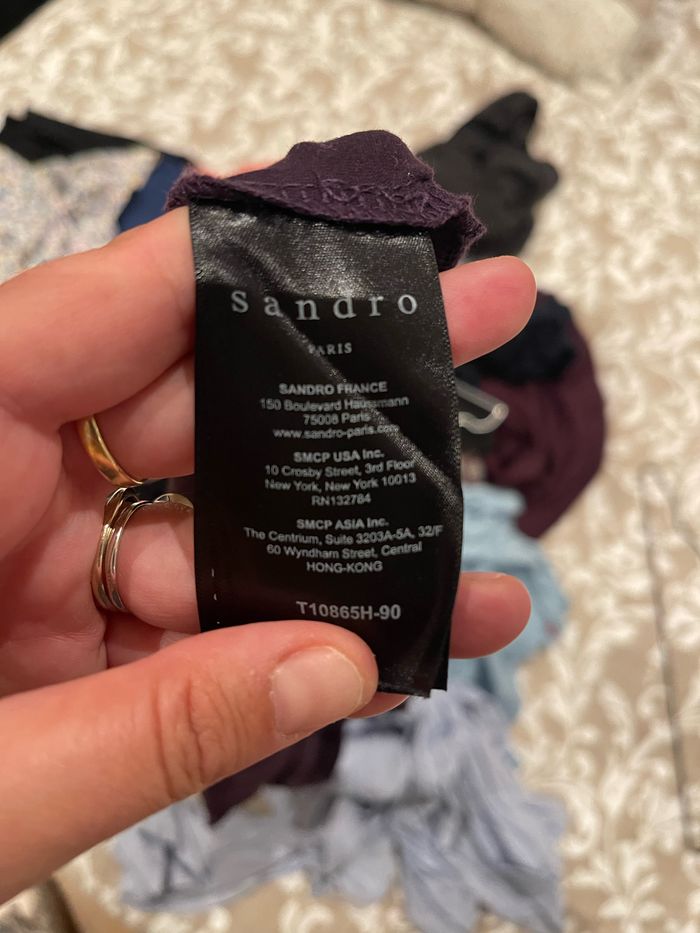 sandro
PARIS
SANDRO FRANCE
150 Boulevard Haussmann
75008 Paris
www.sandro-paris.com
SMCP USA Inc.
10 Crosby Street, 3rd Floor
New York, New York 10013
RN132784
SMCP ASIA Inc.
The Centrium, Suite 3203A-5A, 32/F
60 Wyndham Street, Central
HONG-KONG
T10865H-90